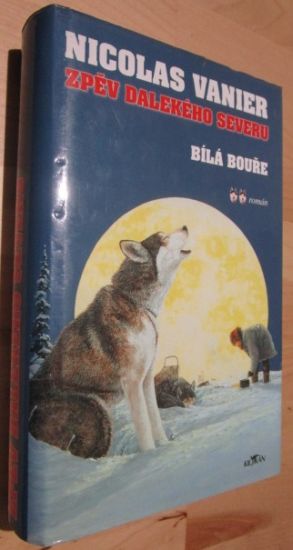 NICOLAS VANIER
ZPĚV DALEKÉHO SEVERU
BÍLÁ BOUŘE
román